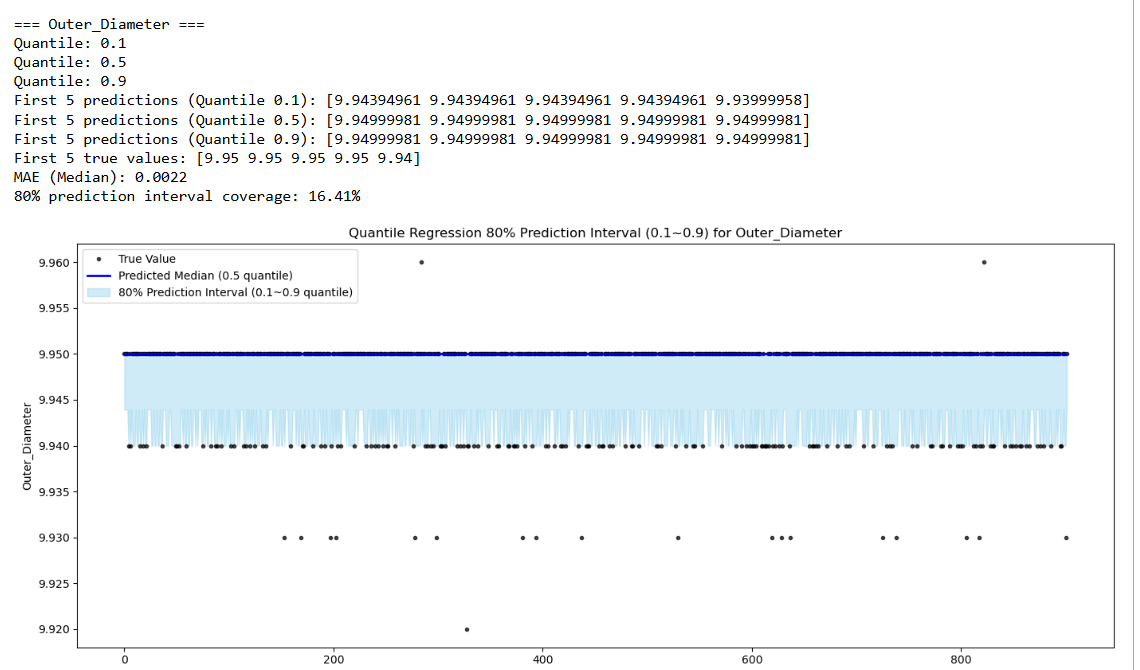 === Outer_Diameter ===
Quantile: 0.1
Quantile: 0.5
Quantile: 0.9
First 5 predictions (Quantile 0.1): [9.94394961 9.94394961 9.94394961 9.94394961 9.93999958]
First 5 predictions (Quantile 0.5): [9.94999981 9.94999981 9.94999981 9.94999981 9.94999981]
First 5 predictions (Quantile 0.9): [9.94999981 9.94999981 9.94999981 9.94999981 9.94999981]
First 5 true values: [9.95 9.95 9.95 9.95 9.94]
MAE (Median): 0.0022
80% prediction interval coverage: 16.41%
Quantile Regression 80% Prediction Interval (0.1~0.9) for Outer_Diameter
True Value
Predicted Median (0.5 quantile)
80% Prediction Interval (0.1~0.9 quantile)
9.960
9.955
9.950
9.945
9.940
9.935
9.930
9.925
9.920
Outer_Diameter
0 200 400 600 800